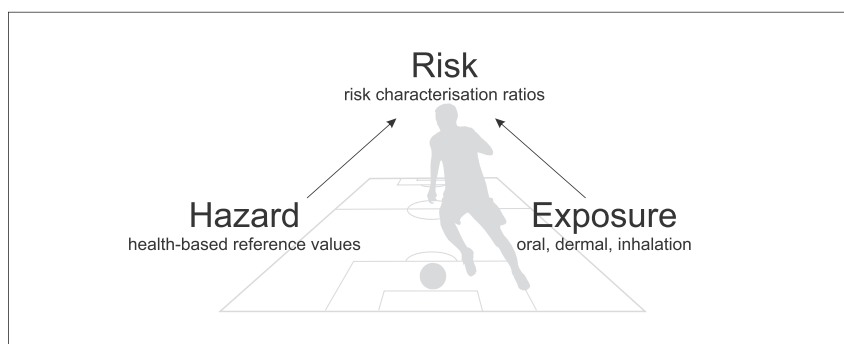 Risk
risk characterisation ratios
Hazard
health-based reference values
Exposure
oral, dermal, inhalation